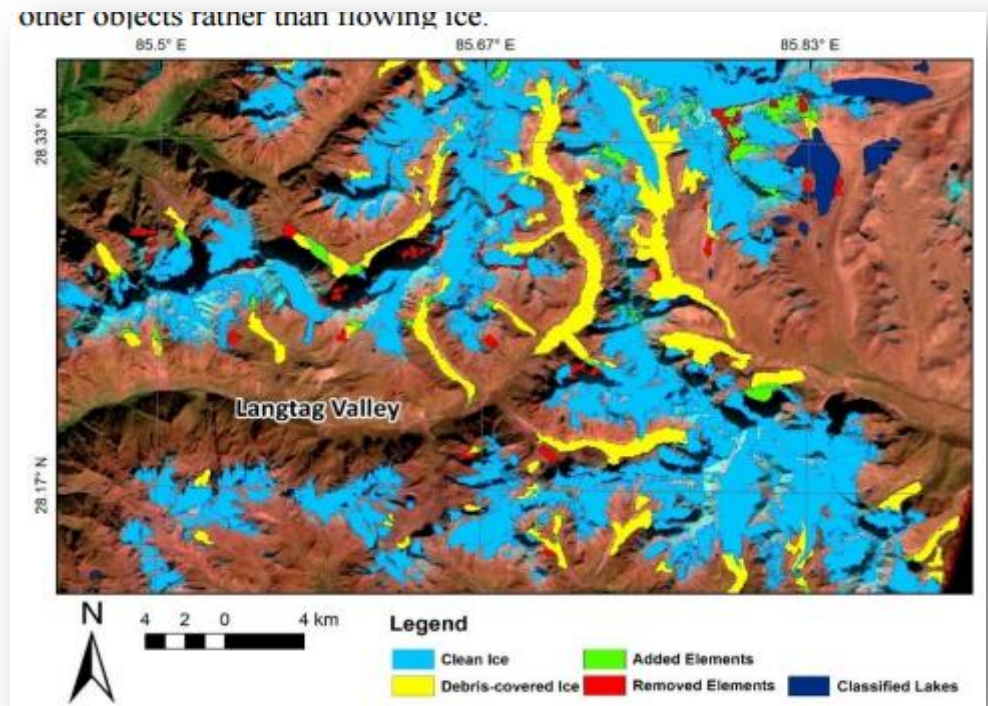 other objects rather than flowing ice.
85.5° E 85.67° E 85.83° E
28.33° N
Langtag Valley
28.17° N
N
4 2 0 4 km
Legend
Clean Ice Added Elements
Debris-covered Ice Removed Elements Classified Lakes